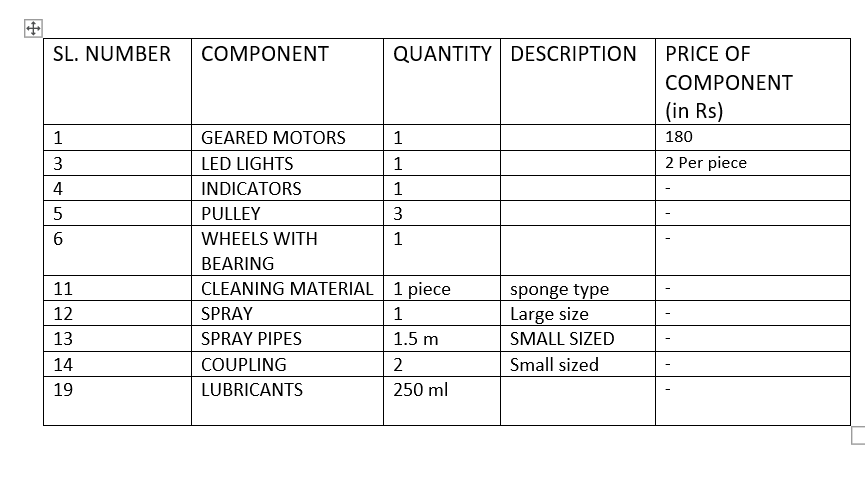 SL. NUMBER COMPONENT QUANTITY DESCRIPTION PRICE OF
COMPONENT
(in Rs)
1 GEARED MOTORS 1 180
3 LED LIGHTS 1 2 Per piece
4 INDICATORS 1 -
5 PULLEY 3 -
6 WHEELS WITH 1 -
BEARING
11 CLEANING MATERIAL 1 piece sponge type -
12 SPRAY 1 Large size -
13 SPRAY PIPES 1.5 m SMALL SIZED -
14 COUPLING 2 Small sized -
19 LUBRICANTS 250 ml -